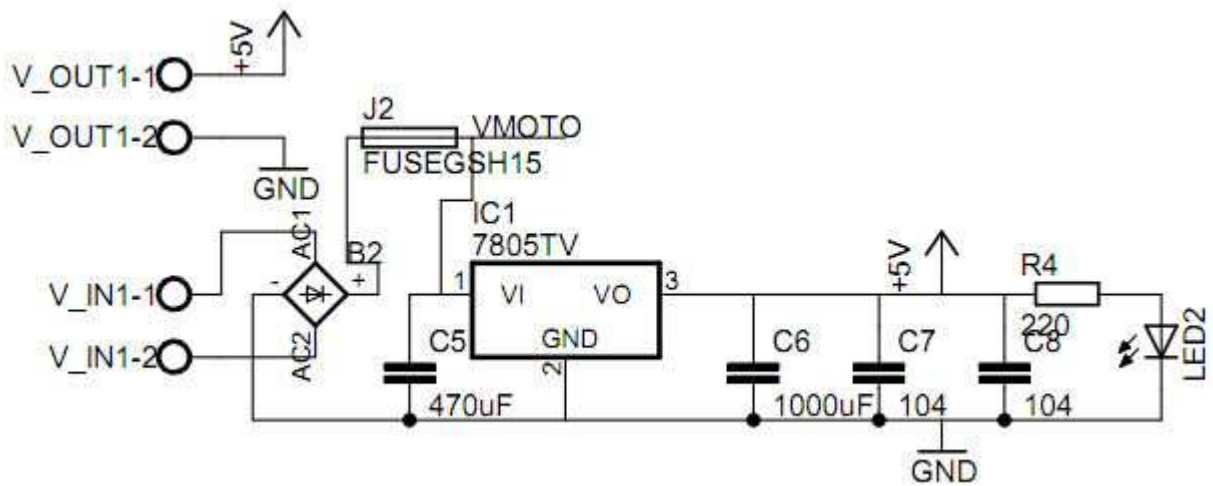 +5V
V_OUT1-1
J2
V_OUT1-2
VMOTO
FUSEGSH15
GND
AC1
IC1
7805TV
B2
- +
+5V
R4
V_IN1-1
1 VI VO 3
220
GND
C5
C6
C7
C8
V_IN1-2
AC2
2
LED2
470uF
1000uF
104
104
GND